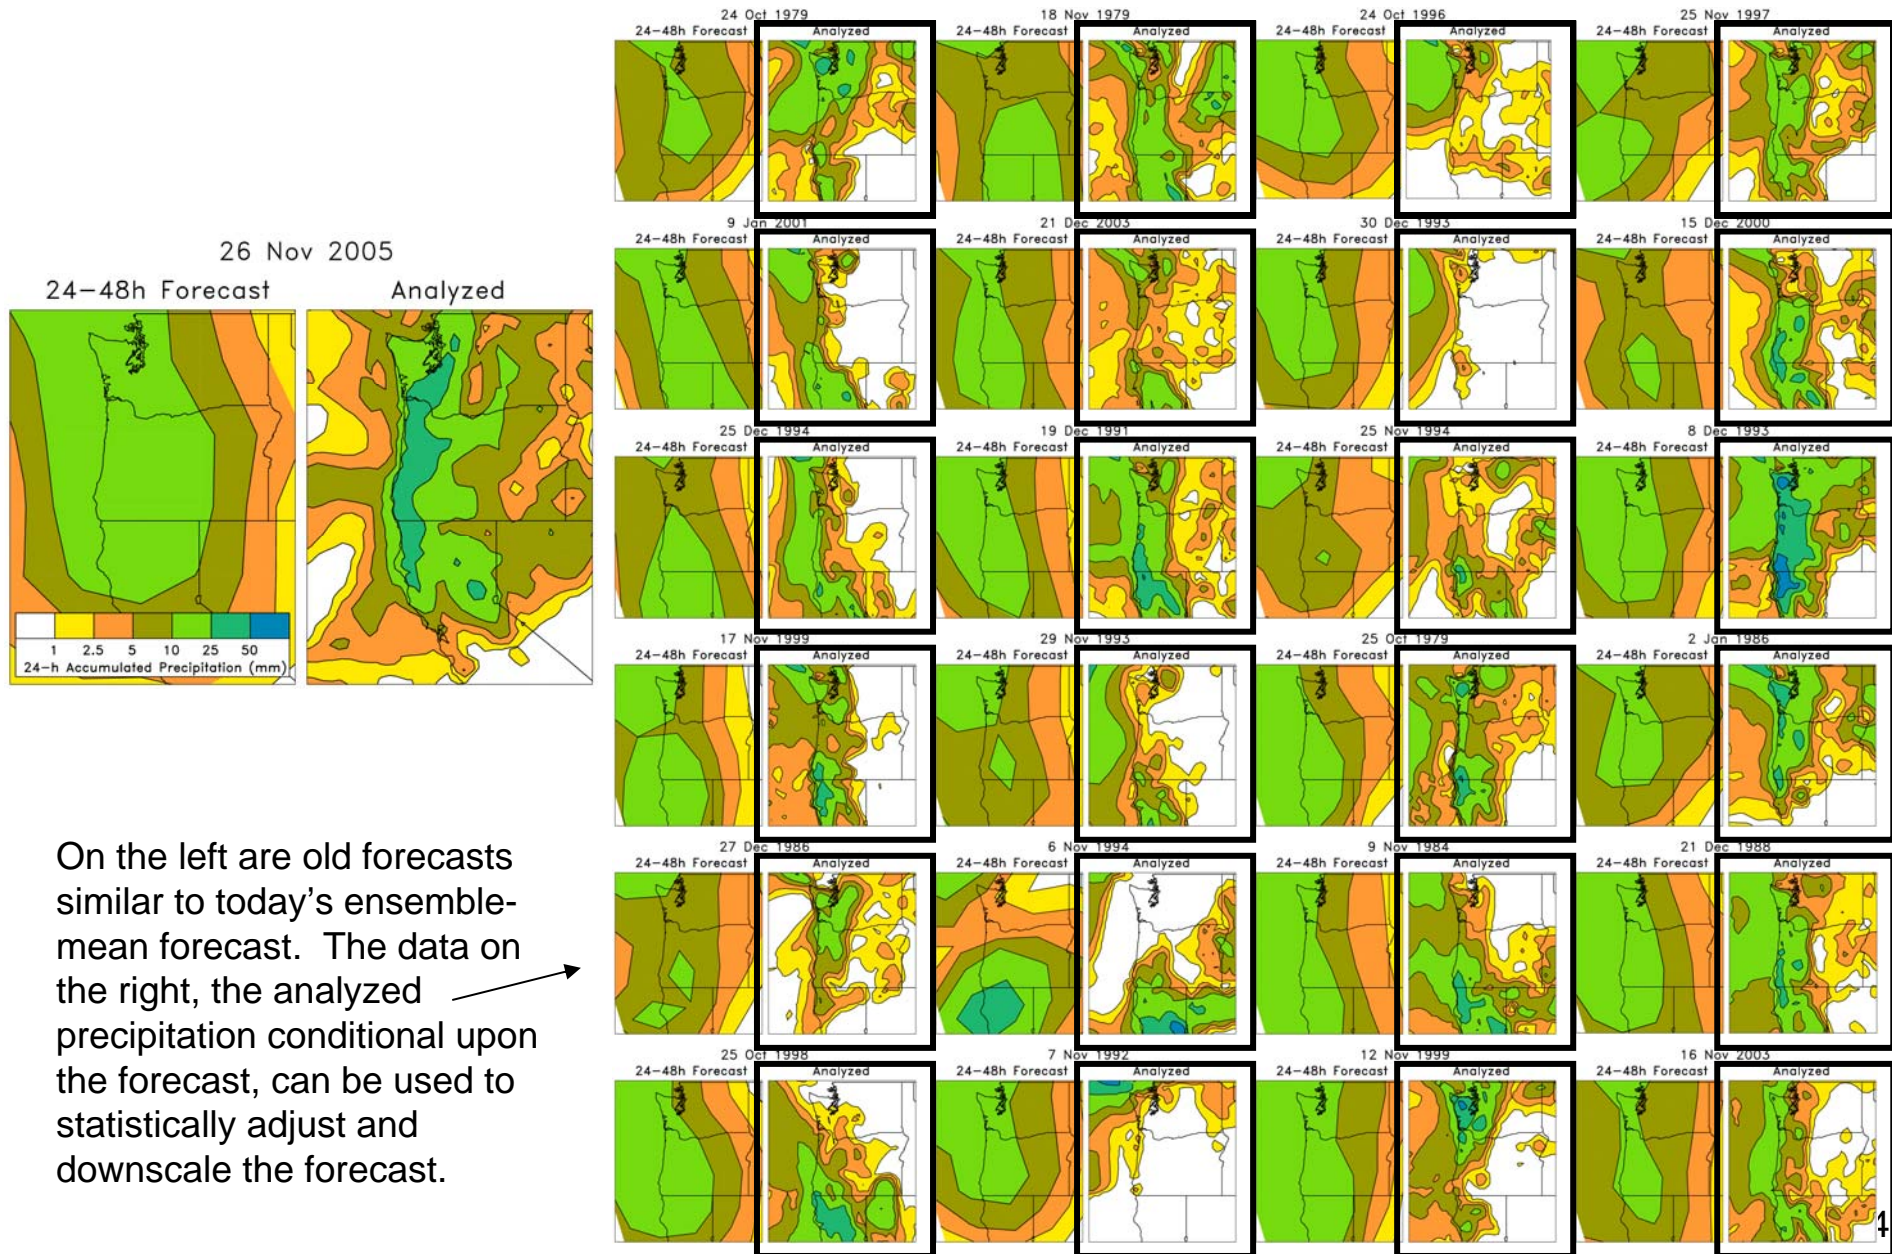 26 Nov 2005
24-48h Forecast Analyzed
1 2.5 5 10 25 50
24-h Accumulated Precipitation (mm)
On the left are old forecasts
similar to today's ensemble-
mean forecast. The data on
the right, the analyzed
precipitation conditional upon
the forecast, can be used to
statistically adjust and
downscale the forecast.
24 Oct 1979 18 Nov 1979 24 Oct 1996 25 Nov 1997
24-48h Forecast Analyzed 24-48h Forecast Analyzed 24-48h Forecast Analyzed 24-48h Forecast Analyzed
9 Jan 2001 21 Dec 2003 30 Dec 1993 15 Dec 2000
24-48h Forecast Analyzed 24-48h Forecast Analyzed 24-48h Forecast Analyzed 24-48h Forecast Analyzed
25 Dec 1994 19 Dec 1991 25 Nov 1994 8 Dec 1993
24-48h Forecast Analyzed 24-48h Forecast Analyzed 24-48h Forecast Analyzed 24-48h Forecast Analyzed
17 Nov 1999 29 Nov 1993 25 Oct 1979 2 Jan 1986
24-48h Forecast Analyzed 24-48h Forecast Analyzed 24-48h Forecast Analyzed 24-48h Forecast Analyzed
27 Dec 1986 6 Nov 1994 9 Nov 1984 21 Dec 1988
24-48h Forecast Analyzed 24-48h Forecast Analyzed 24-48h Forecast Analyzed 24-48h Forecast Analyzed
25 Oct 1998 7 Nov 1992 12 Nov 1999 16 Nov 2003
24-48h Forecast Analyzed 24-48h Forecast Analyzed 24-48h Forecast Analyzed 24-48h Forecast Analyzed